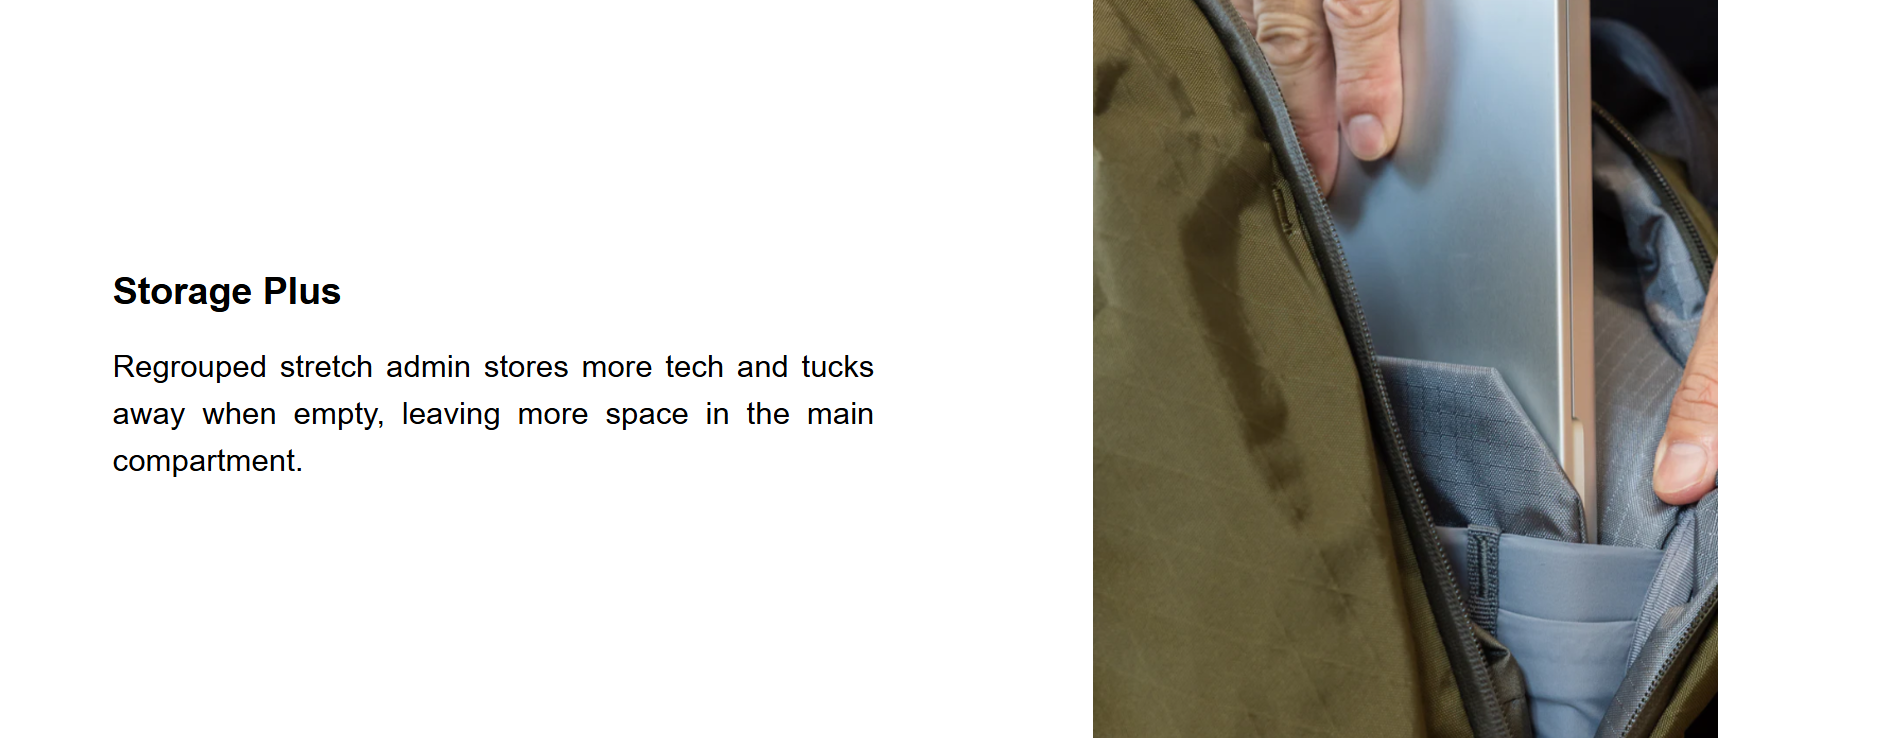 Storage Plus
Regrouped stretch admin stores more tech and tucks
away when empty, leaving more space in the main
compartment.